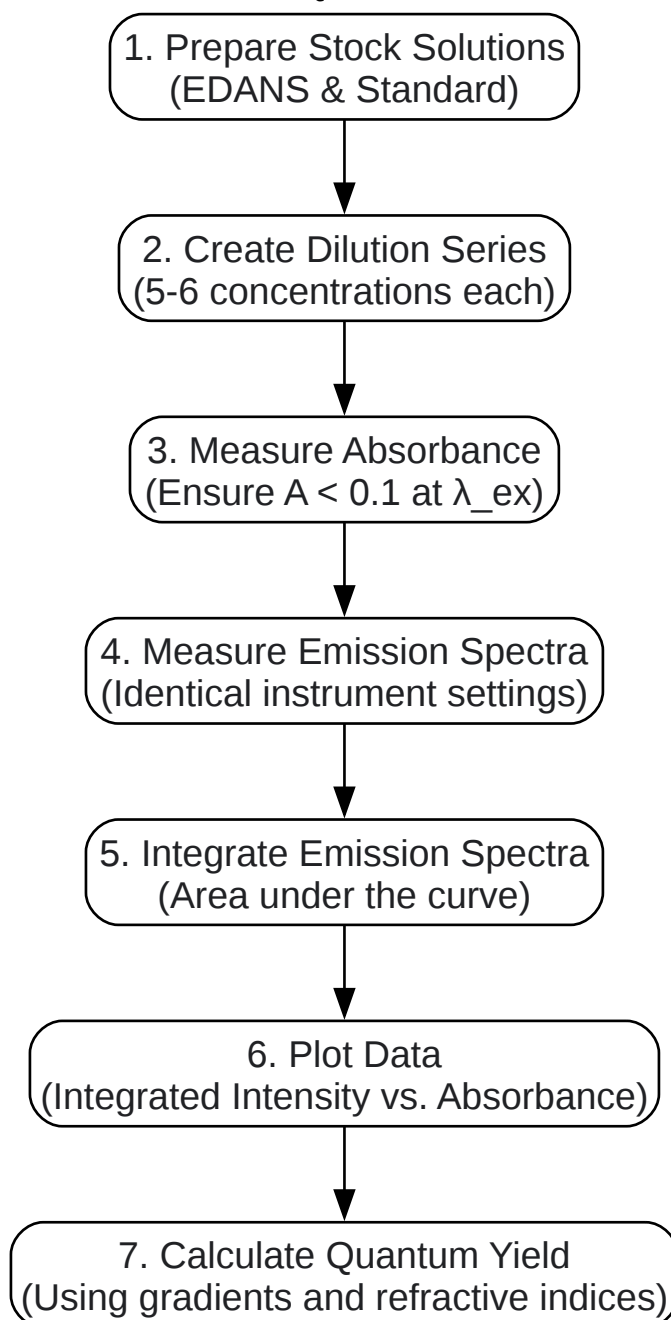 1. Prepare Stock Solutions
(EDANS & Standard)
2. Create Dilution Series
(5-6 concentrations each)
3. Measure Absorbance
(Ensure A < 0.1 at λ_ex)
4. Measure Emission Spectra
(Identical instrument settings)
5. Integrate Emission Spectra
(Area under the curve)
6. Plot Data
(Integrated Intensity vs. Absorbance)
7. Calculate Quantum Yield
(Using gradients and refractive indices)